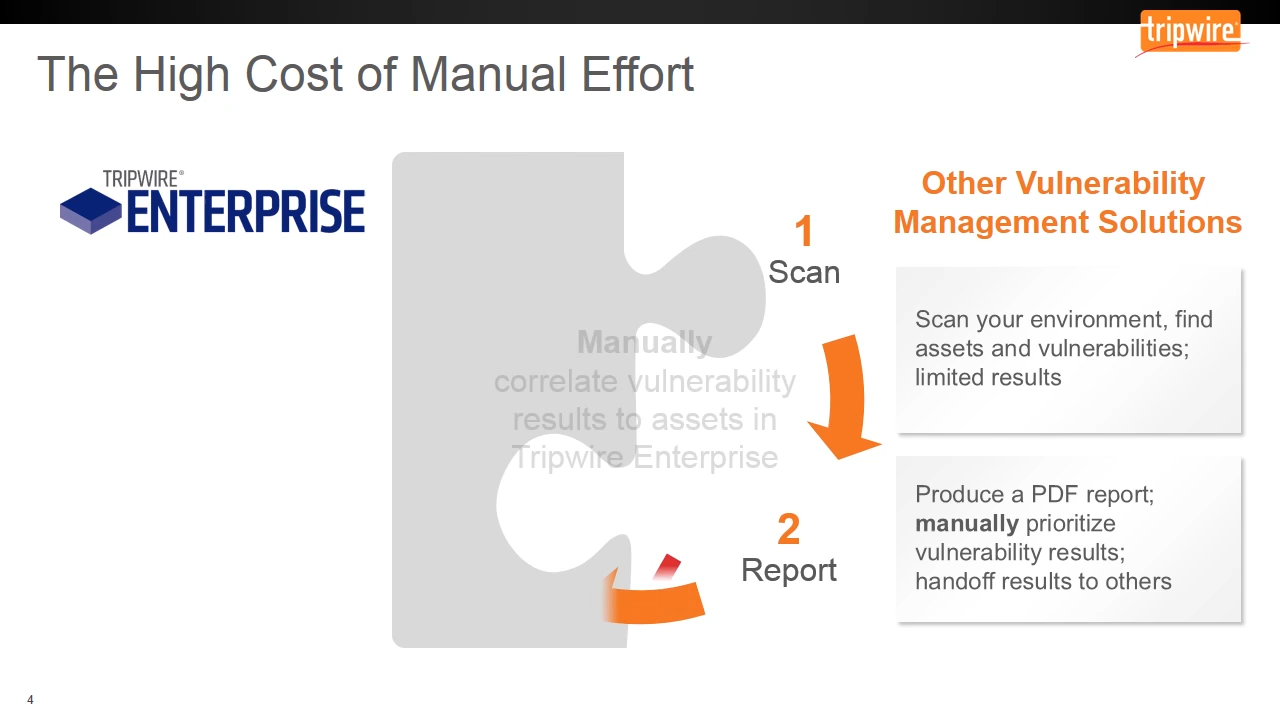 tripwire
The High Cost of Manual Effort
TRIPWIRE®
ENTERPRISE
Other Vulnerability
Management Solutions
1
Scan
Scan your environment, find
assets and vulnerabilities;
limited results
Manually
correlate vulnerability
results to assets in
Tripwire Enterprise
2
Report
Produce a PDF report;
manually prioritize
vulnerability results;
handoff results to others
4